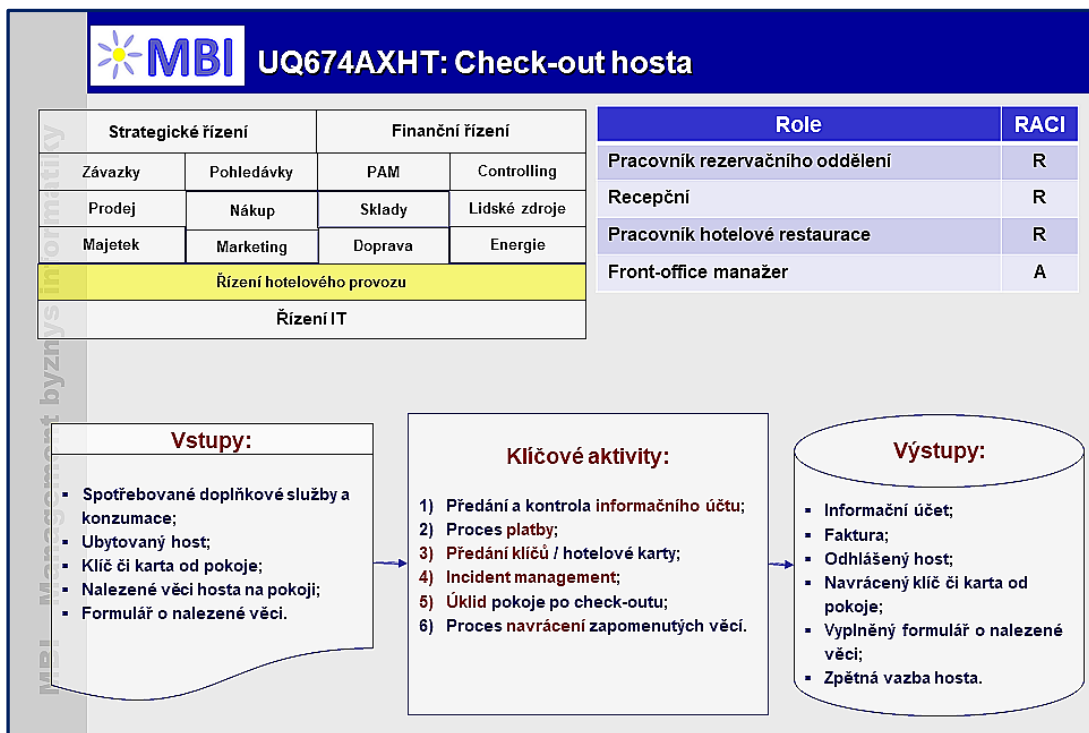 MBI
UQ674AXHT: Check-out hosta
Strategické řízení
Finanční řízení
Závazky
Pohledávky
PAM
Controlling
Prodej
Nákup
Sklady
Lidské zdroje
Majetek
Marketing
Doprava
Energie
Řízení hotelového provozu
Řízení IT
Role
RACI
Pracovník rezervačního oddělení
R
Recepční
R
Pracovník hotelové restaurace
R
Front-office manažer
A
MBI Management byznys informatiky
Vstupy:
▪ Spotřebované doplňkové služby a
konzumace;
▪ Ubytovaný host;
▪ Klíč či karta od pokoje;
▪ Nalezené věci hosta na pokoji;
▪ Formulář o nalezené věci.
Klíčové aktivity:
1) Předání a kontrola informačního účtu;
2) Proces platby;
3) Předání klíčů / hotelové karty;
4) Incident management;
5) Úklid pokoje po check-outu;
6) Proces navrácení zapomenutých věcí.
Výstupy:
▪ Informační účet;
▪ Faktura;
▪ Odhlášený host;
▪ Navrácený klíč či karta od
pokoje;
▪ Vyplněný formulář o nalezené
věci;
▪ Zpětná vazba hosta.